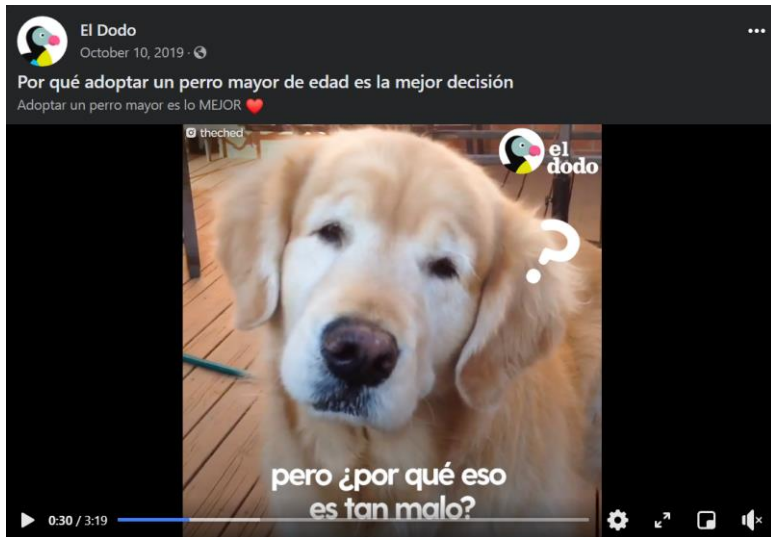 El Dodo
October 10, 2019
Por qué adoptar un perro mayor de edad es la mejor decisión
Adoptar un perro mayor es lo MEJOR ❤️
theched
el
dodo
?
pero ¿por qué eso
es tan malo?
0:30 / 3:19